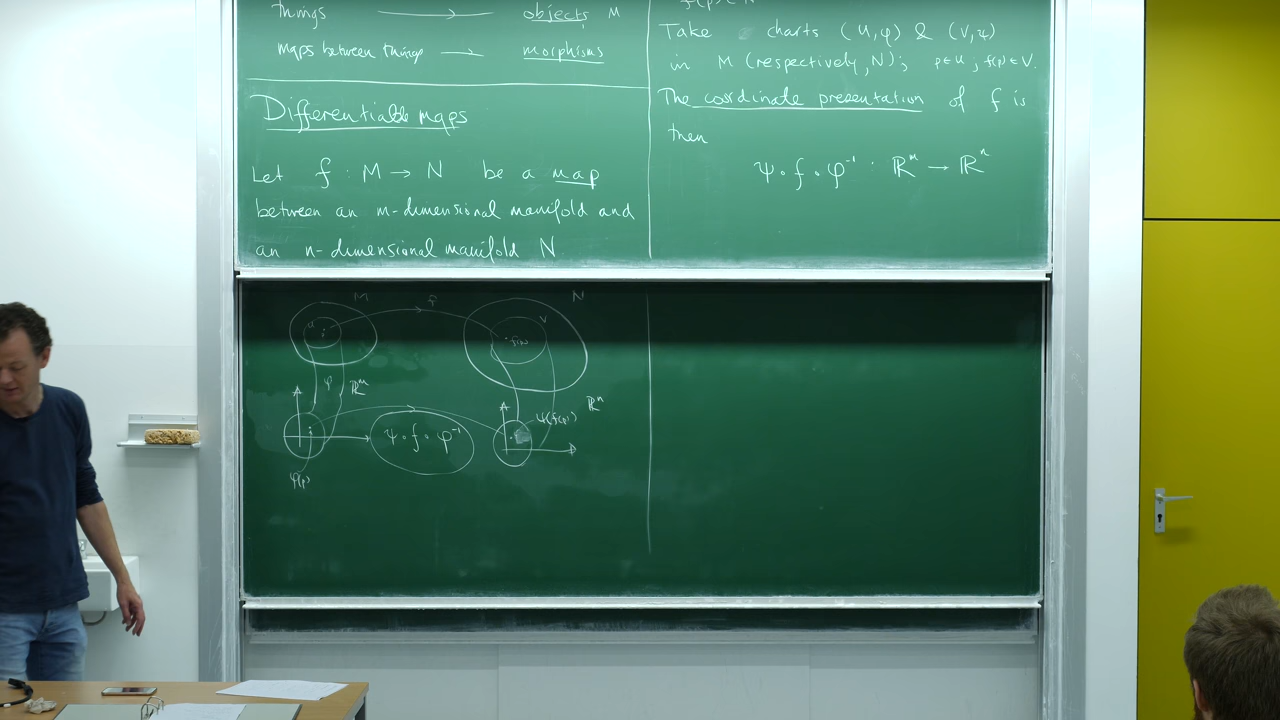 things → objects M
maps between things → morphisms
Differentiable maps
Let f : M → N be a map
between an m-dimensional manifold and
an n-dimensional manifold N.
Take charts (U,φ) & (V,ψ)
in M (respectively, N); p∈U, f(p)∈V.
The coordinate presentation of f is
then
ψ∘f∘φ⁻¹ : ℝᵐ → ℝⁿ
M
N
U
V
f(p)
φ
ℝᵐ
ℝⁿ
ψ(f(p))
ψ∘f∘φ⁻¹
φ(p)